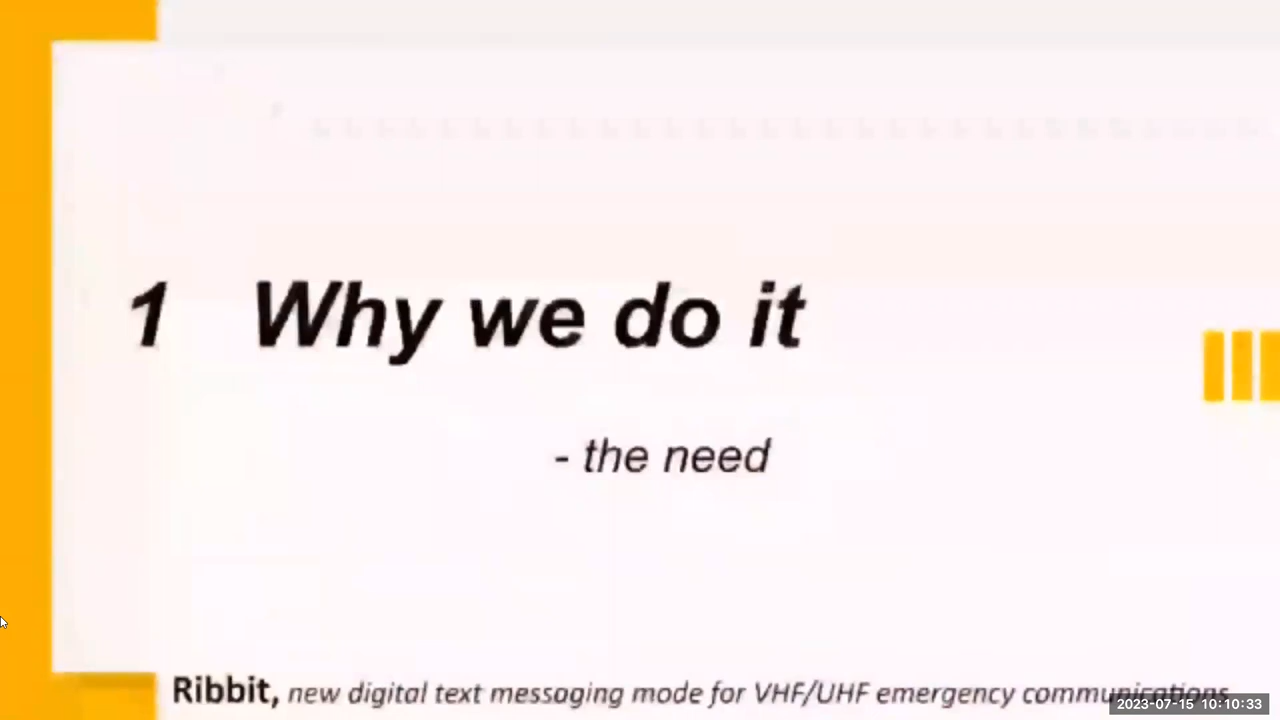 1 Why we do it
- the need
Ribbit, new digital text messaging mode for VHF/UHF emergency communications
2023-07-15 10:10:33